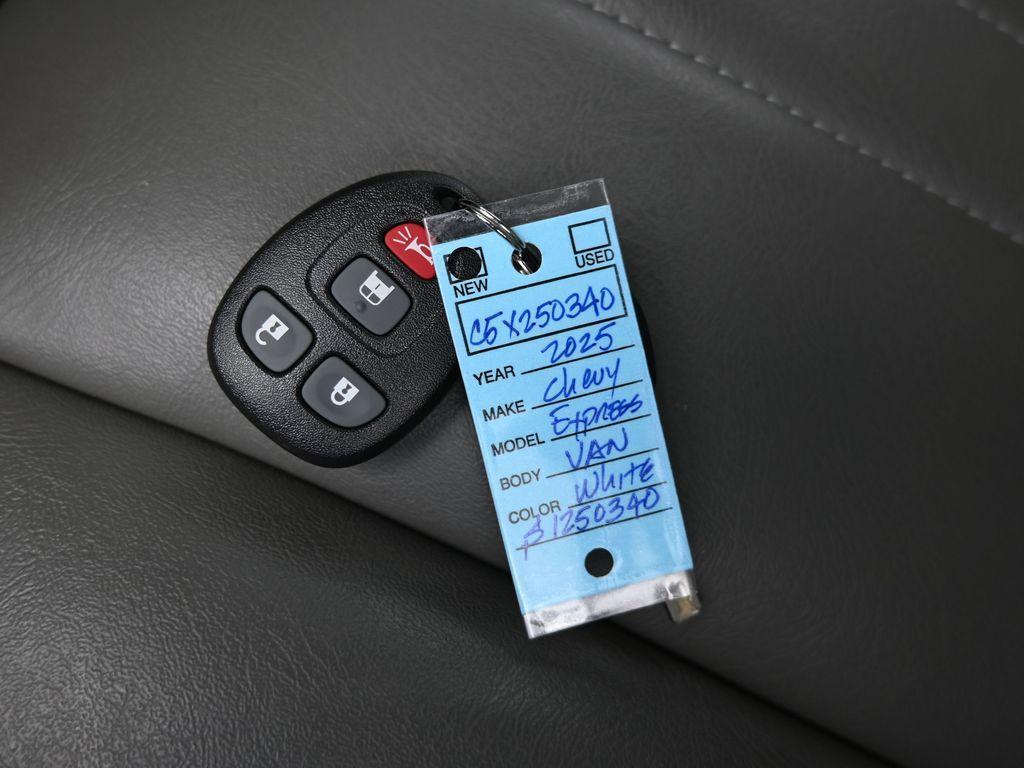 NEW USED
C5X250340
YEAR 2025
MAKE Chevy
MODEL Express
BODY VAN
COLOR White
B1250340